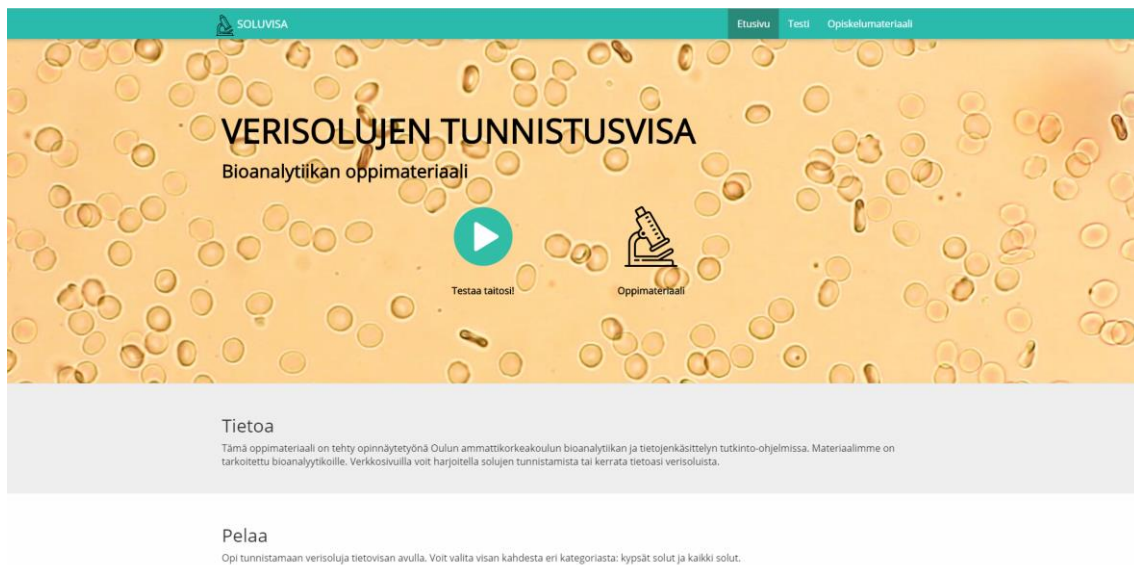 SOLUVISA
Etusivu Testi Opiskelumateriaali
VERISOLUJEN TUNNISTUSVISA
Bioanalytiikan oppimateriaali
Testaa taitosi! Oppimateriaali
Tietoa
Tämä oppimateriaali on tehty opinnäytetyönä Oulun ammattikorkeakoulun bioanalytiikan ja tietojenkäsittelyn tutkinto-ohjelmissa. Materiaalimme on
tarkoitettu bioanalyytikoille. Verkkosivuilla voit harjoitella solujen tunnistamista tai kerrata tietoasi verisoluista.
Pelaa
Opi tunnistamaan verisoluja tietovisan avulla. Voit valita visan kahdesta eri kategoriasta: kypsät solut ja kaikki solut.